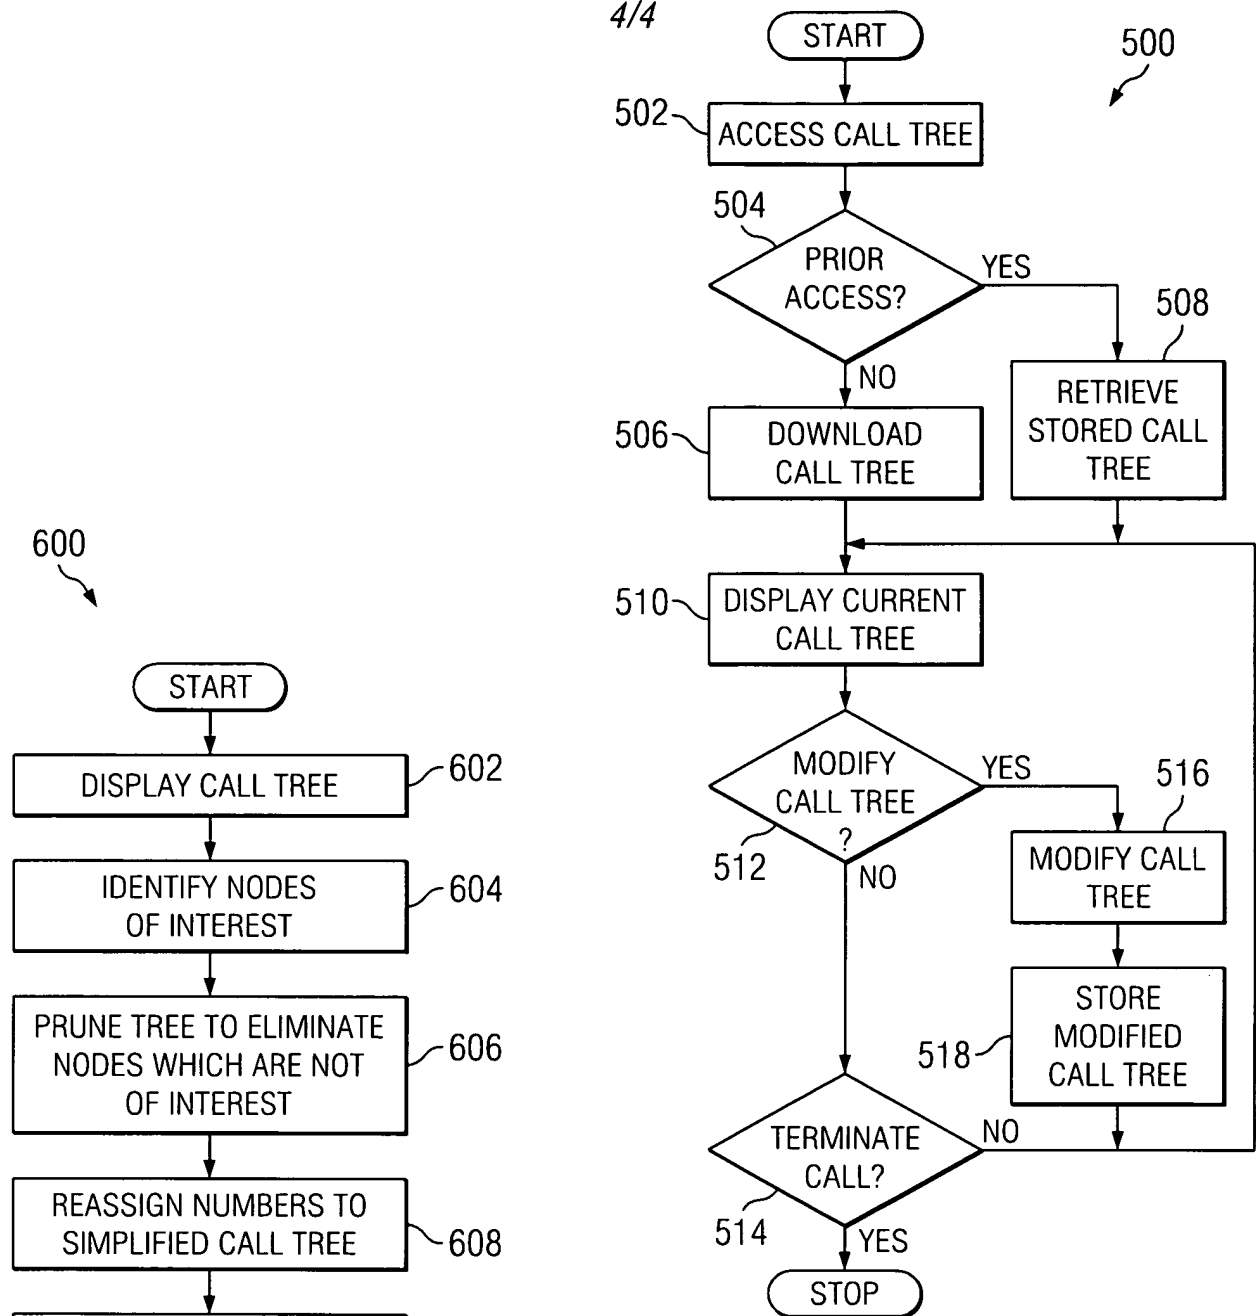 4/4
START
500
502
ACCESS CALL TREE
504
PRIOR
ACCESS?
YES
NO
508
RETRIEVE
STORED CALL
TREE
506
DOWNLOAD
CALL TREE
510
DISPLAY CURRENT
CALL TREE
MODIFY
CALL TREE
?
512
YES
NO
516
MODIFY CALL
TREE
518
STORE
MODIFIED
CALL TREE
TERMINATE
CALL?
514
NO
YES
STOP
600
START
DISPLAY CALL TREE
602
IDENTIFY NODES
OF INTEREST
604
PRUNE TREE TO ELIMINATE
NODES WHICH ARE NOT
OF INTEREST
606
REASSIGN NUMBERS TO
SIMPLIFIED CALL TREE
608